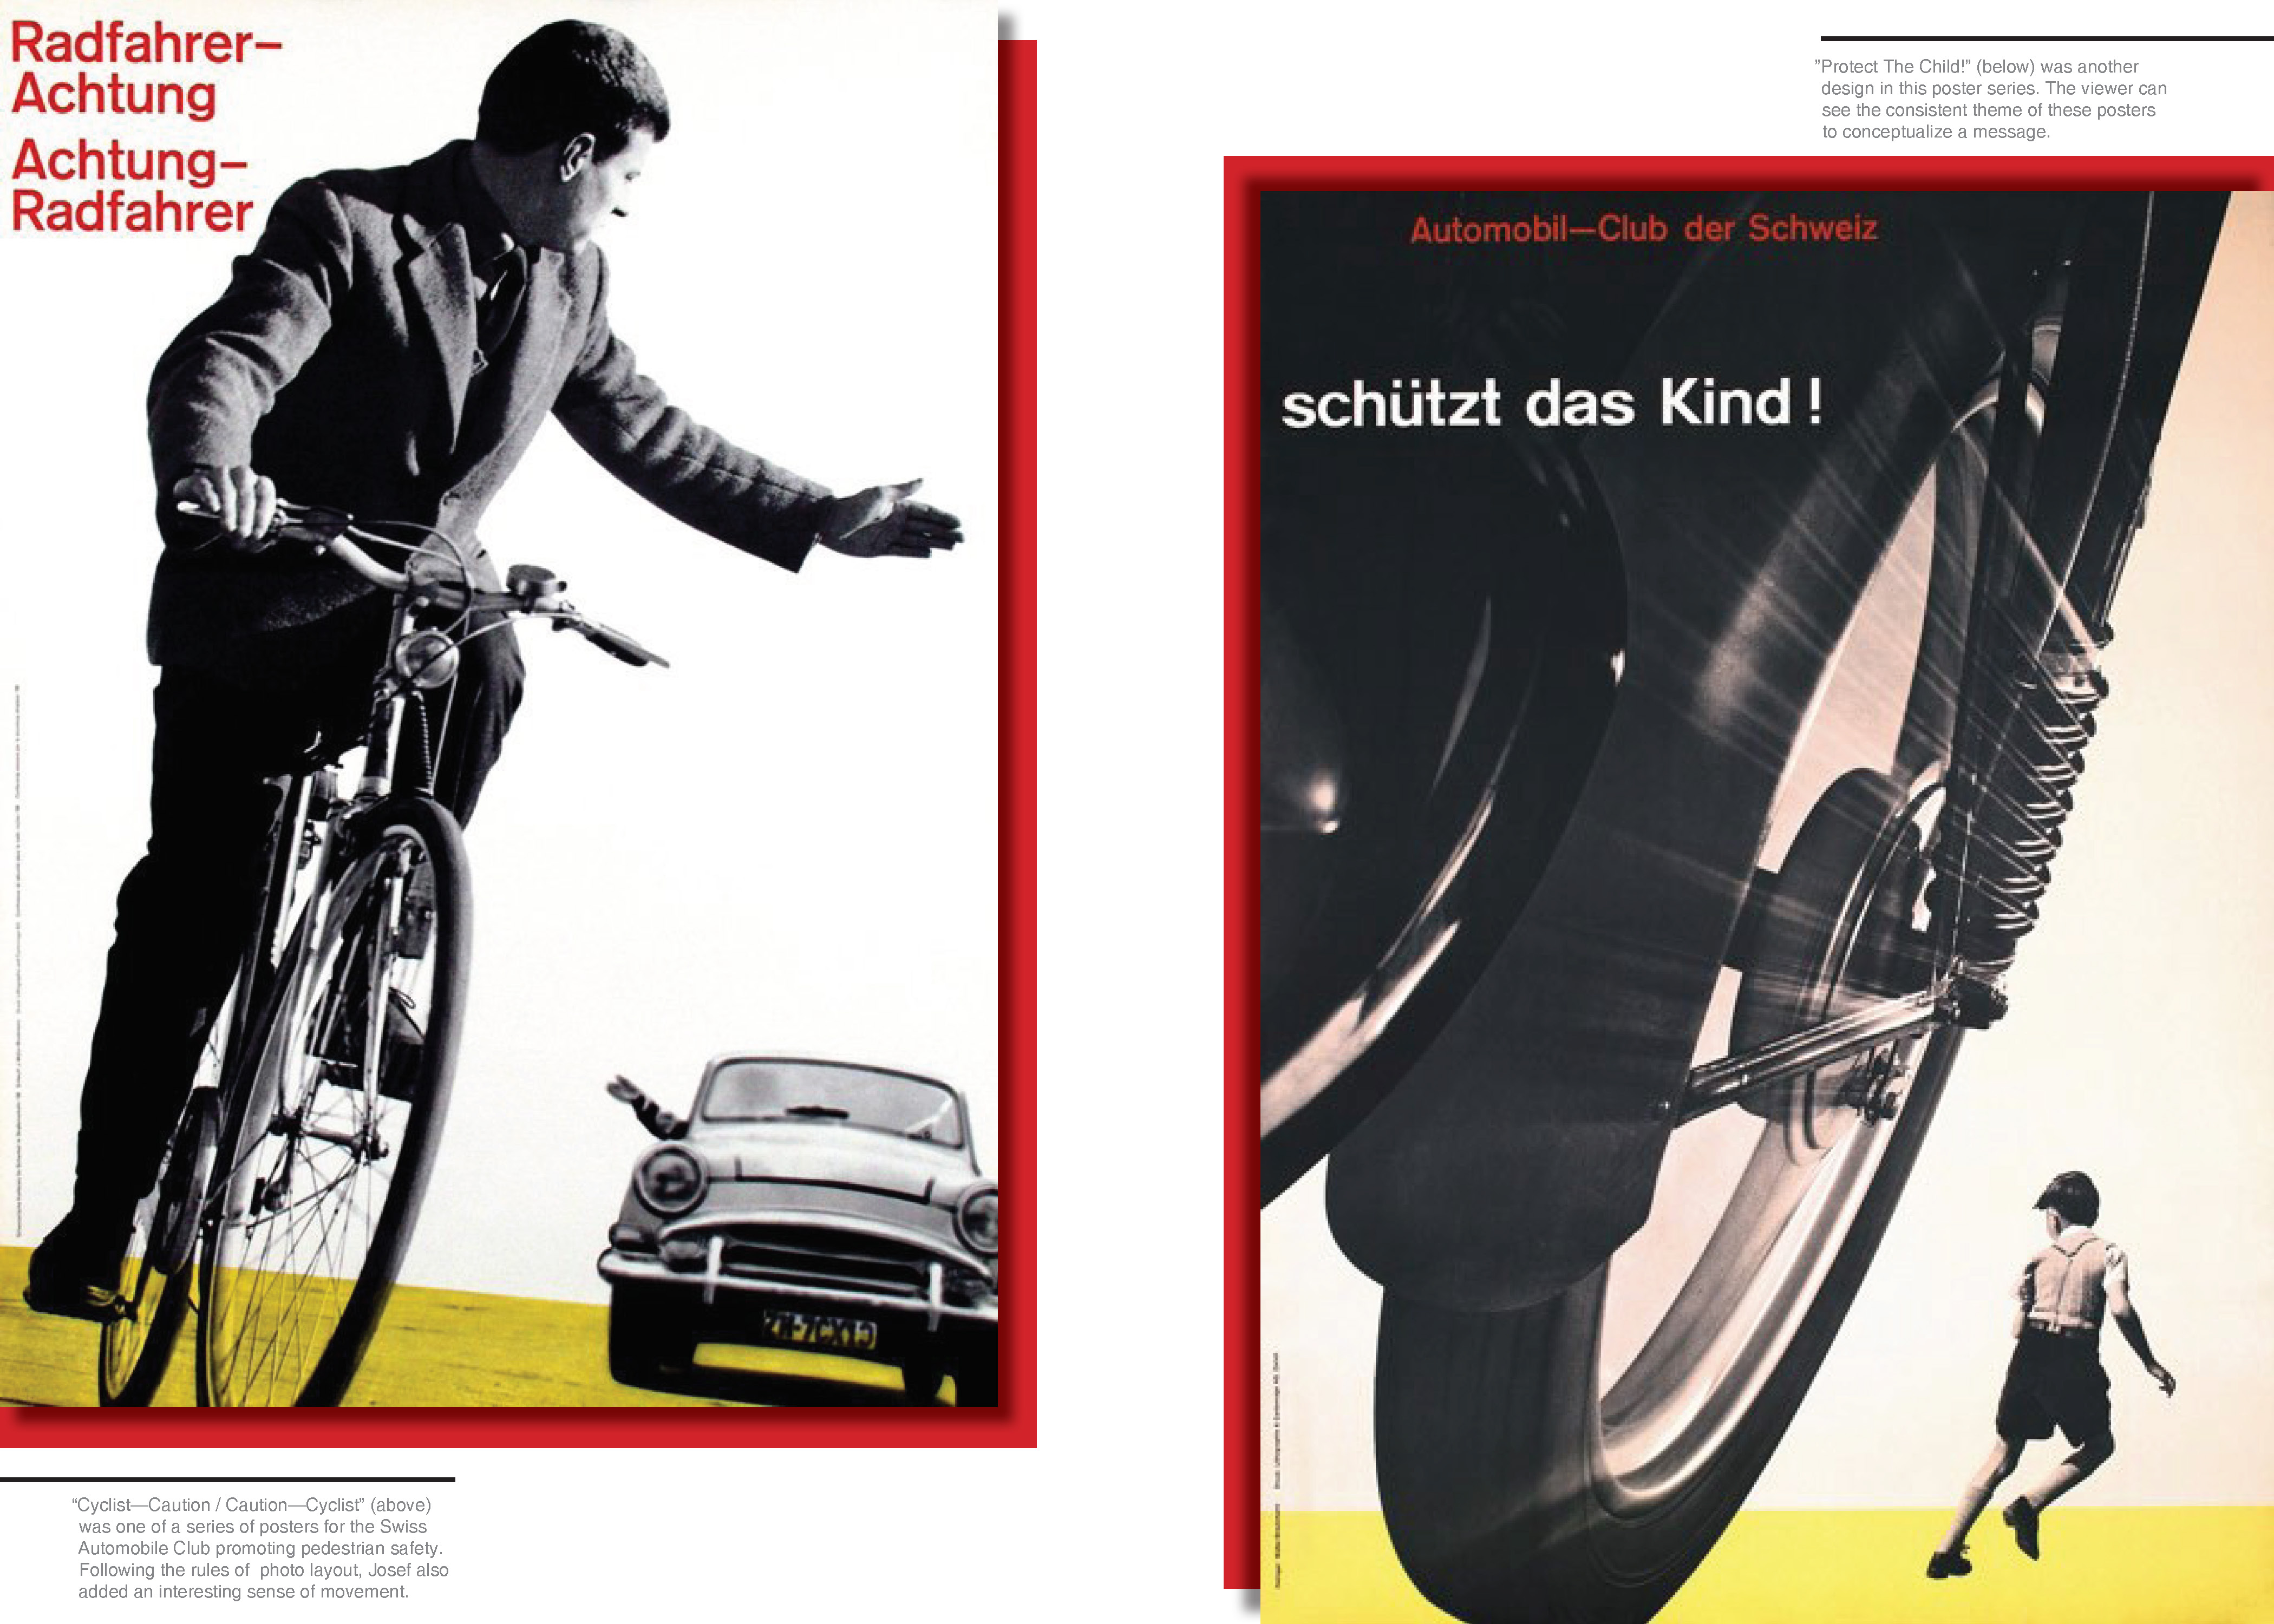 Radfahrer–
Achtung
Achtung–
Radfahrer
“Cyclist—Caution / Caution—Cyclist” (above)
was one of a series of posters for the Swiss
Automobile Club promoting pedestrian safety.
Following the rules of photo layout, Josef also
added an interesting sense of movement.
”Protect The Child!” (below) was another
design in this poster series. The viewer can
see the consistent theme of these posters
to conceptualize a message.
Automobil—Club der Schweiz
schützt das Kind !